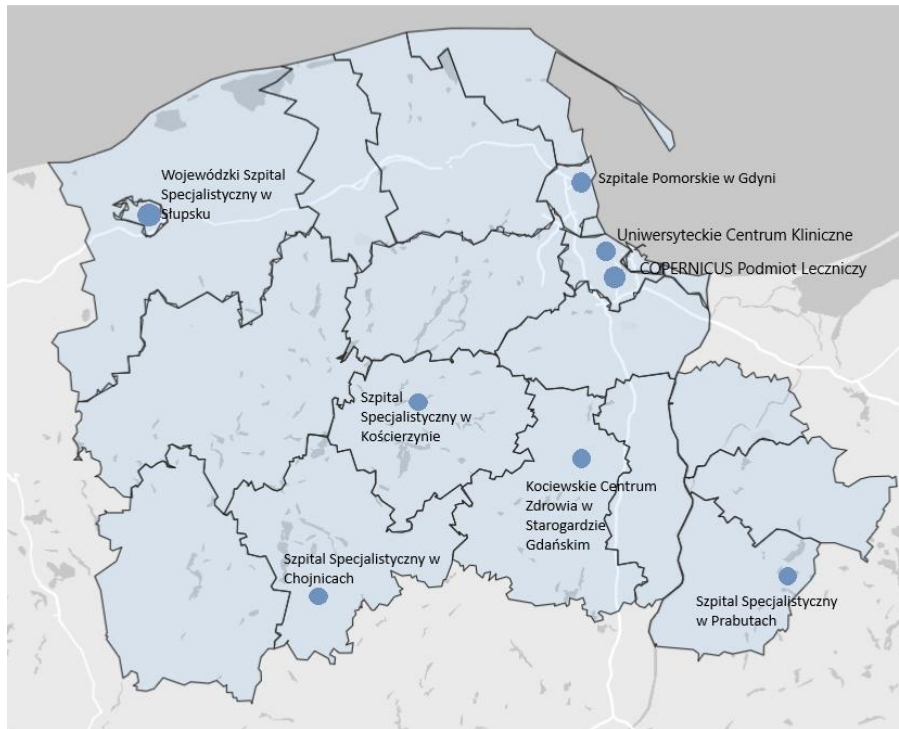 Wojewódzki Szpital
Specjalistyczny w
Słupsku
Szpitale Pomorskie w Gdyni
Uniwersyteckie Centrum Kliniczne
COPERNICUS Podmiot Leczniczy
Szpital
Specjalistyczny w
Kościerzynie
Kociewskie Centrum
Zdrowia w
Starogardzie
Gdańskim
Szpital Specjalistyczny w
Chojnicach
Szpital Specjalistyczny
w Prabutach